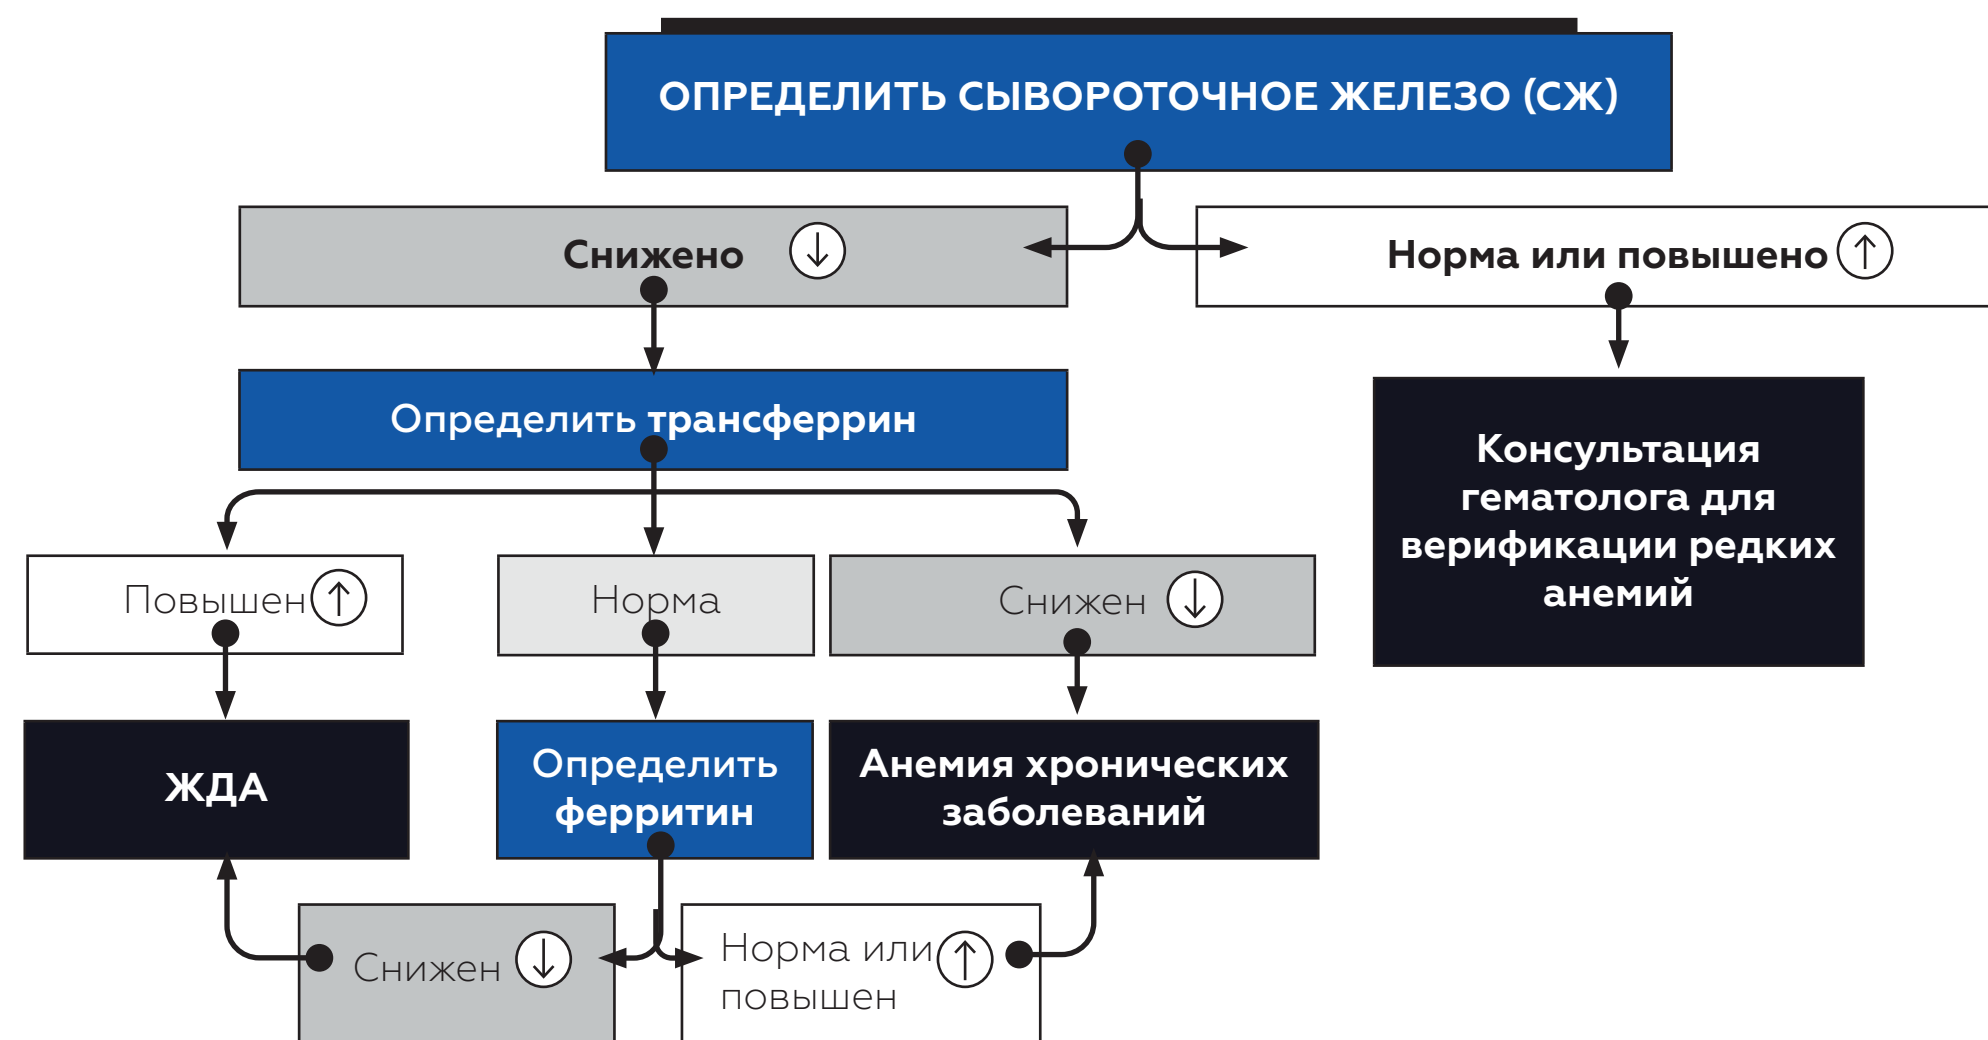 ОПРЕДЕЛИТЬ СЫВОРОТОЧНОЕ ЖЕЛЕЗО (СЖ)
Снижено
Норма или повышено
Определить трансферрин
Консультация
гематолога для
верификации редких
анемий
Повышен
Норма
Снижен
ЖДА
Определить
ферритин
Анемия хронических
заболеваний
Снижен
Норма или
повышен